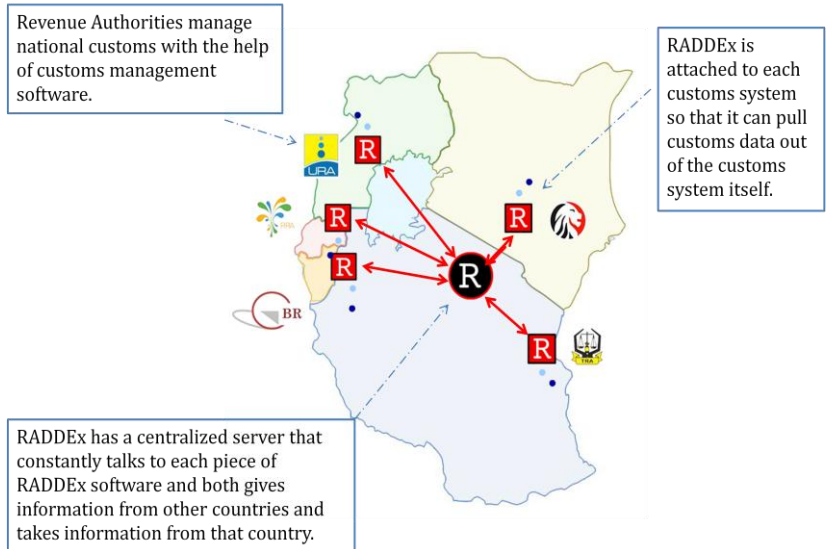 Revenue Authorities manage
national customs with the help
of customs management
software.
RADDEx is
attached to each
customs system
so that it can pull
customs data out
of the customs
system itself.
URA
R
R
R
R
BR
R
R
TRA
RADDEx has a centralized server that
constantly talks to each piece of
RADDEx software and both gives
information from other countries and
takes information from that country.